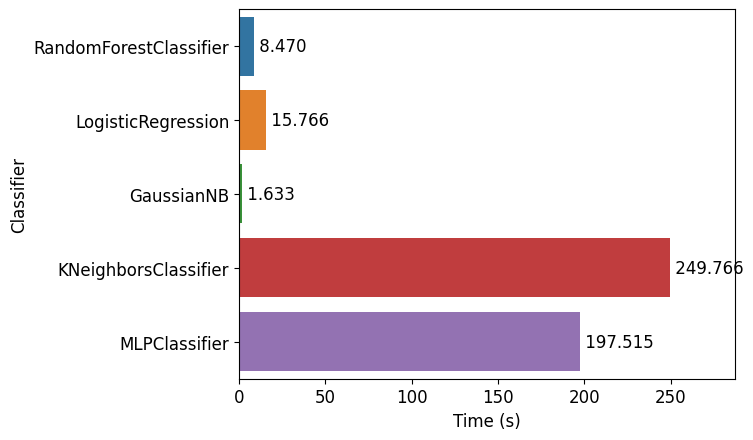 RandomForestClassifier 8.470
LogisticRegression 15.766
GaussianNB 1.633
KNeighborsClassifier 249.766
MLPClassifier 197.515
Classifier
0 50 100 150 200 250
Time (s)